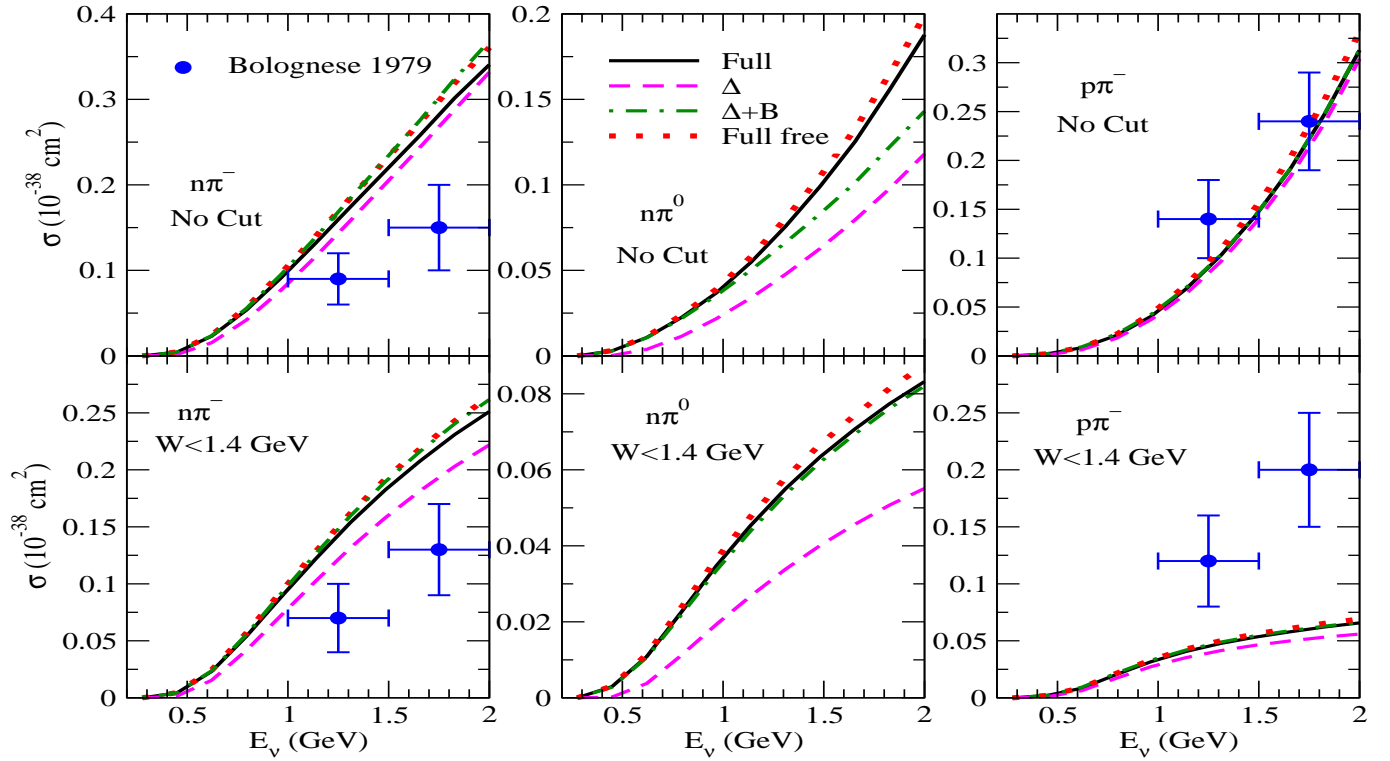 0.4
0.3
0.2
0.1
0
σ (10⁻³⁸ cm²)
Bolognese 1979
nπ⁻
No Cut
0.2
0.15
0.1
0.05
0
Full
Δ
Δ+B
Full free
nπ⁰
No Cut
0.3
0.25
0.2
0.15
0.1
0.05
0
pπ⁻
No Cut
0.25
0.2
0.15
0.1
0.05
0
σ (10⁻³⁸ cm²)
nπ⁻
W<1.4 GeV
0.5 1 1.5 2
E_ν (GeV)
0.08
0.06
0.04
0.02
0
nπ⁰
W<1.4 GeV
0.5 1 1.5 2
E_ν (GeV)
0.25
0.2
0.15
0.1
0.05
0
pπ⁻
W<1.4 GeV
0.5 1 1.5 2
E_ν (GeV)